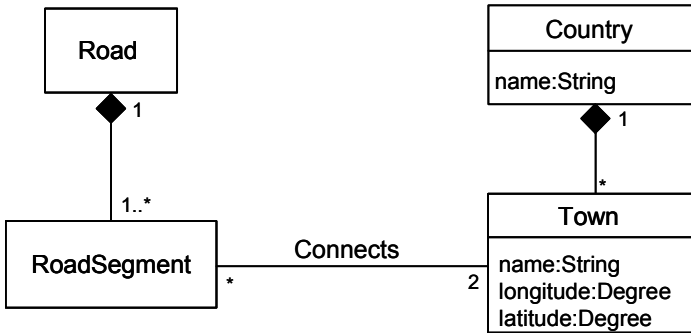 Road
1
1..*
RoadSegment
*
Connects
2
Country
name:String
1
*
Town
name:String
longitude:Degree
latitude:Degree